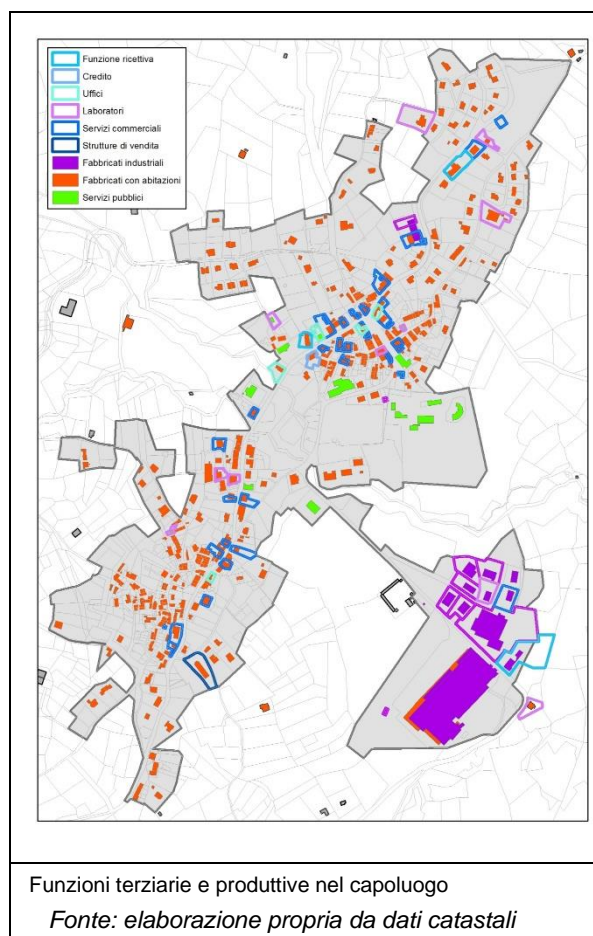 Funzione ricettiva
Credito
Uffici
Laboratori
Servizi commerciali
Strutture di vendita
Fabbricati industriali
Fabbricati con abitazioni
Servizi pubblici
Funzioni terziarie e produttive nel capoluogo
Fonte: elaborazione propria da dati catastali